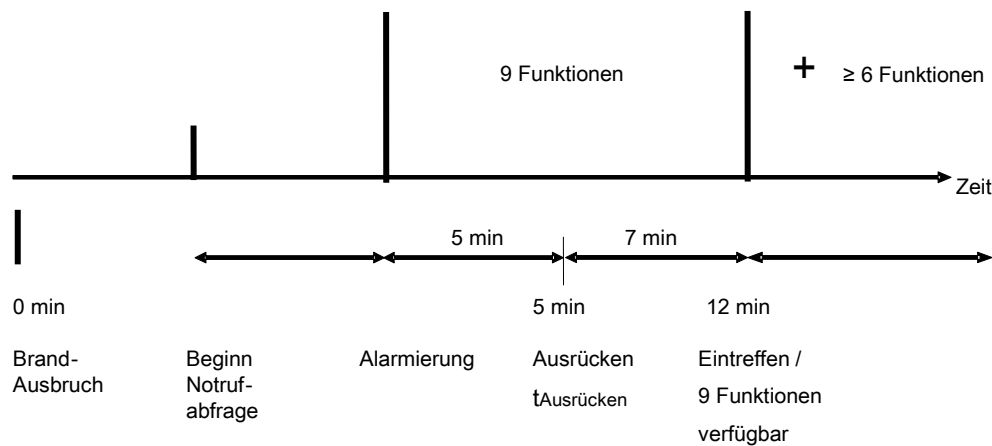 9 Funktionen
+ ≥ 6 Funktionen
Zeit
5 min
7 min
0 min
5 min
12 min
Brand-
Ausbruch
Beginn
Notruf-
abfrage
Alarmierung
Ausrücken
tAusrücken
Eintreffen /
9 Funktionen
verfügbar